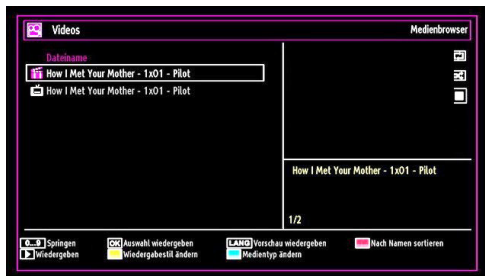 Videos
Medienbrowser
Dateiname
How I Met Your Mother - 1x01 - Pilot
How I Met Your Mother - 1x01 - Pilot
How I Met Your Mother - 1x01 - Pilot
1/2
0...9 Springen
OK Auswahl wiedergeben
LANG Vorschau wiedergeben
Nach Namen sortieren
Wiedergeben
Wiedergabestil ändern
Medientyp ändern